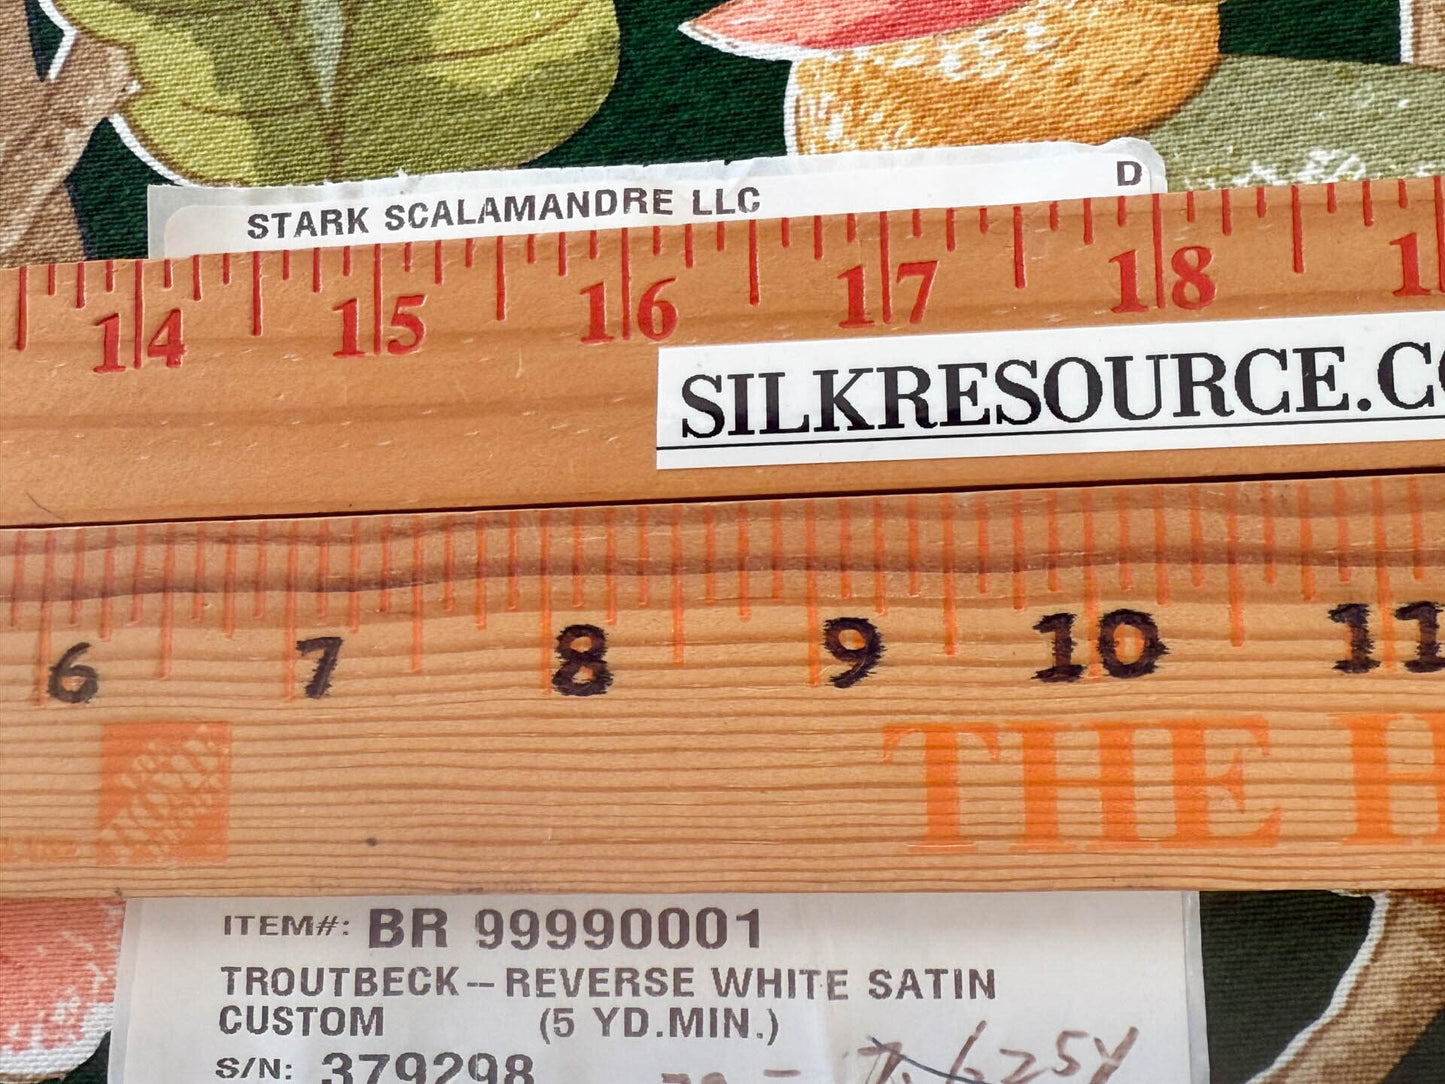 STARK SCALAMANDRE LLC D
14 15 16 17 18
SILKRESOURCE.C
6 7 8 9 10 11
THE H
ITEM#: BR 99990001
TROUTBECK--REVERSE WHITE SATIN
CUSTOM (5 YD.MIN.)
S/N: 379298